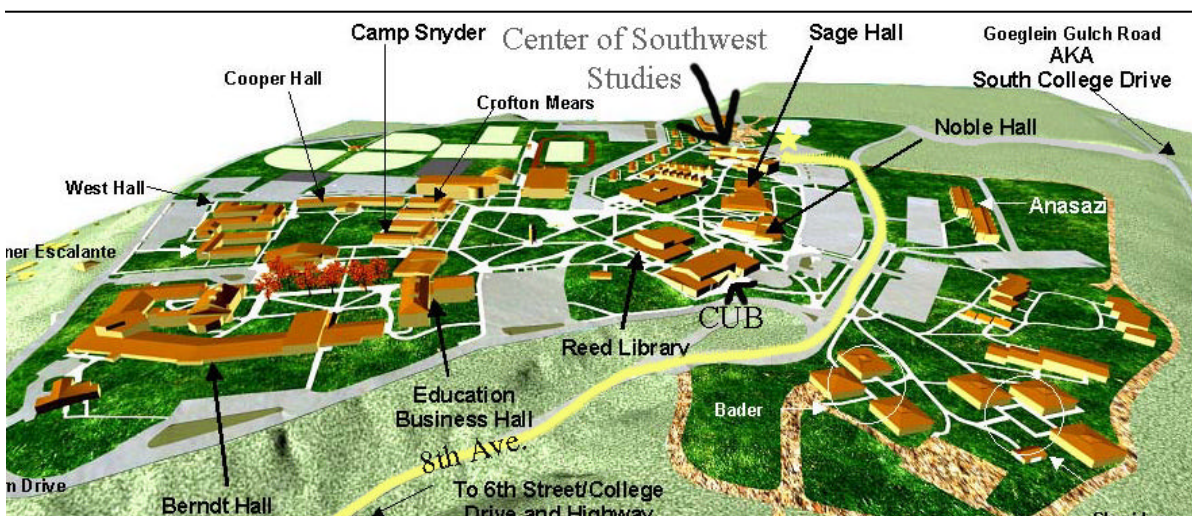 Camp Snyder
Center of Southwest
Studies
Sage Hall
Goeglein Gulch Road
AKA
South College Drive
Cooper Hall
Crofton Mears
Noble Hall
West Hall
Anasazi
ner Escalante
CUB
Reed Library
Education
Business Hall
Bader
8th Ave.
m Drive
Berndt Hall
To 6th Street/College
Drive and Highway